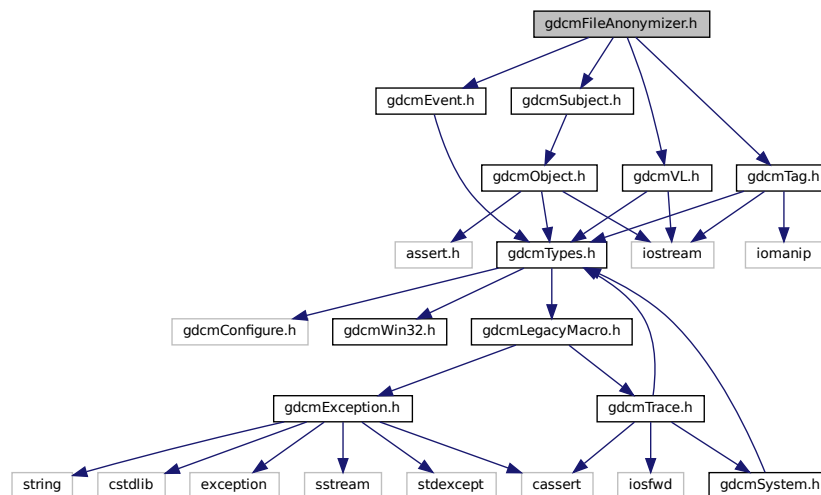 gdcmFileAnonymizer.h
gdcmEvent.h
gdcmSubject.h
gdcmObject.h
gdcmVL.h
gdcmTag.h
assert.h
gdcmTypes.h
iostream
iomanip
gdcmConfigure.h
gdcmWin32.h
gdcmLegacyMacro.h
gdcmException.h
gdcmTrace.h
string
cstdlib
exception
sstream
stdexcept
cassert
iosfwd
gdcmSystem.h